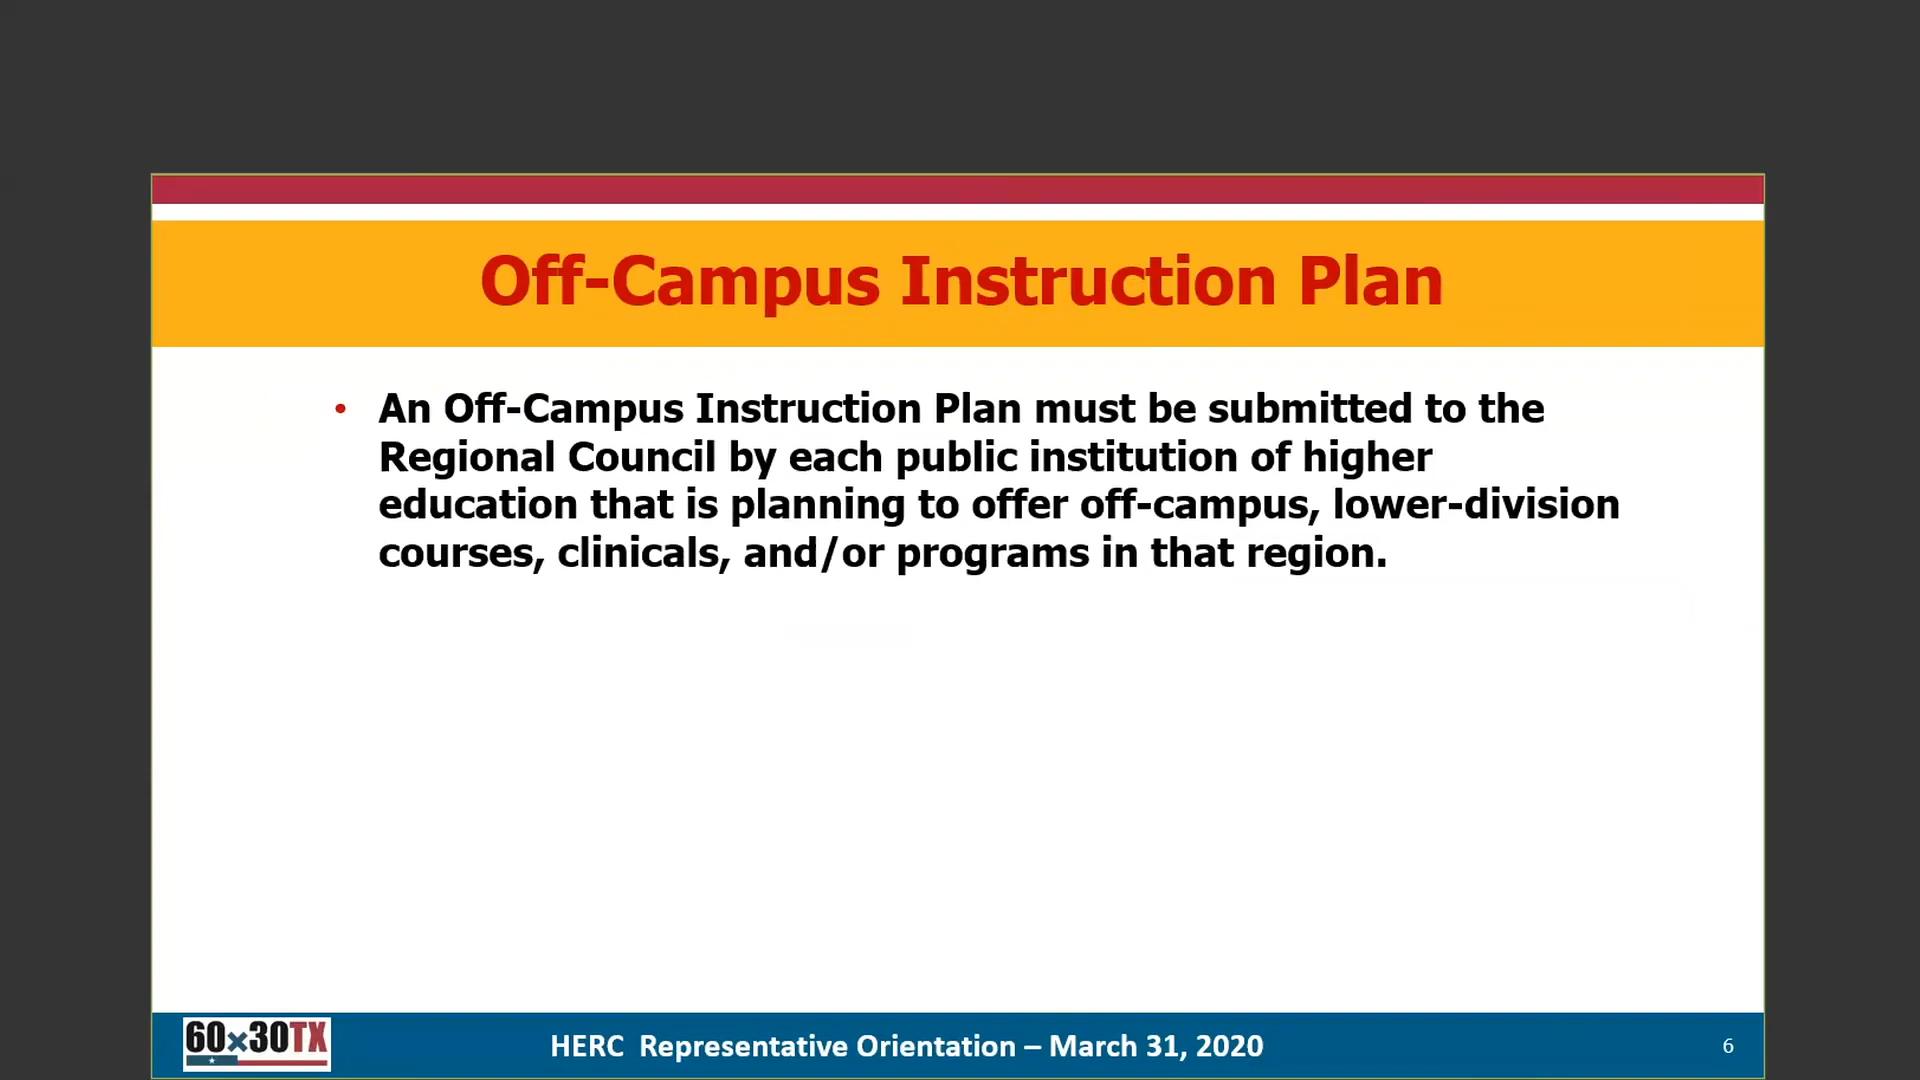 Off-Campus Instruction Plan
• An Off-Campus Instruction Plan must be submitted to the
Regional Council by each public institution of higher
education that is planning to offer off-campus, lower-division
courses, clinicals, and/or programs in that region.
60x30TX
HERC Representative Orientation – March 31, 2020
6